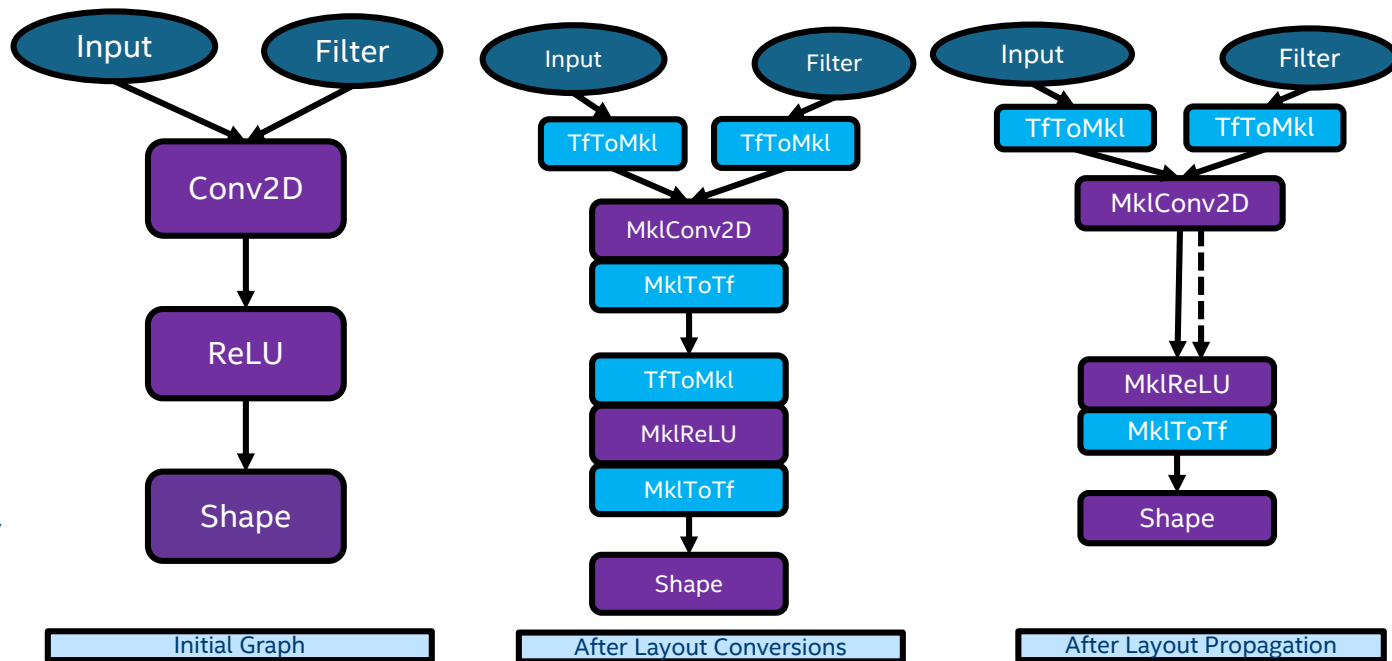 Input
Filter
Conv2D
ReLU
Shape
Initial Graph
Input
Filter
TfToMkl
TfToMkl
MklConv2D
MklToTf
TfToMkl
MklReLU
MklToTf
Shape
After Layout Conversions
Input
Filter
TfToMkl
TfToMkl
MklConv2D
MklReLU
MklToTf
Shape
After Layout Propagation